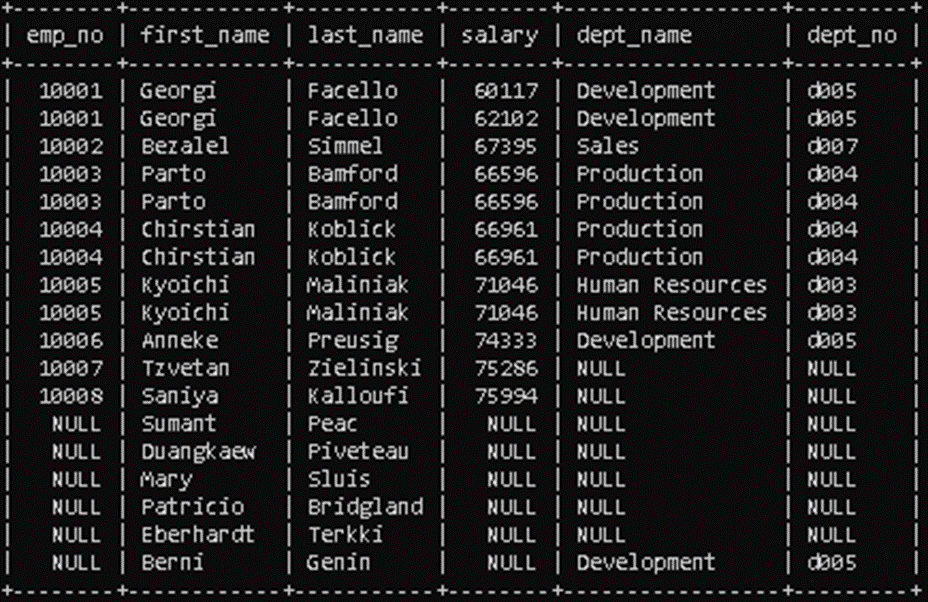 | emp_no | first_name | last_name | salary | dept_name | dept_no |
| 10001 | Georgi | Facello | 60117 | Development | d005 |
| 10001 | Georgi | Facello | 62102 | Development | d005 |
| 10002 | Bezalel | Simmel | 67395 | Sales | d007 |
| 10003 | Parto | Bamford | 66596 | Production | d004 |
| 10003 | Parto | Bamford | 66596 | Production | d004 |
| 10004 | Chirstian | Koblick | 66961 | Production | d004 |
| 10004 | Chirstian | Koblick | 66961 | Production | d004 |
| 10005 | Kyoichi | Maliniak | 71046 | Human Resources | d003 |
| 10005 | Kyoichi | Maliniak | 71046 | Human Resources | d003 |
| 10006 | Anneke | Preusig | 74333 | Development | d005 |
| 10007 | Tzvetan | Zielinski | 75286 | NULL | NULL |
| 10008 | Saniya | Kalloufi | 75994 | NULL | NULL |
| NULL | Sumant | Peac | NULL | NULL | NULL |
| NULL | Duangkaew | Piveteau | NULL | NULL | NULL |
| NULL | Mary | Sluis | NULL | NULL | NULL |
| NULL | Patricio | Bridgland | NULL | NULL | NULL |
| NULL | Eberhardt | Terkki | NULL | NULL | NULL |
| NULL | Berni | Genin | NULL | Development | d005 |